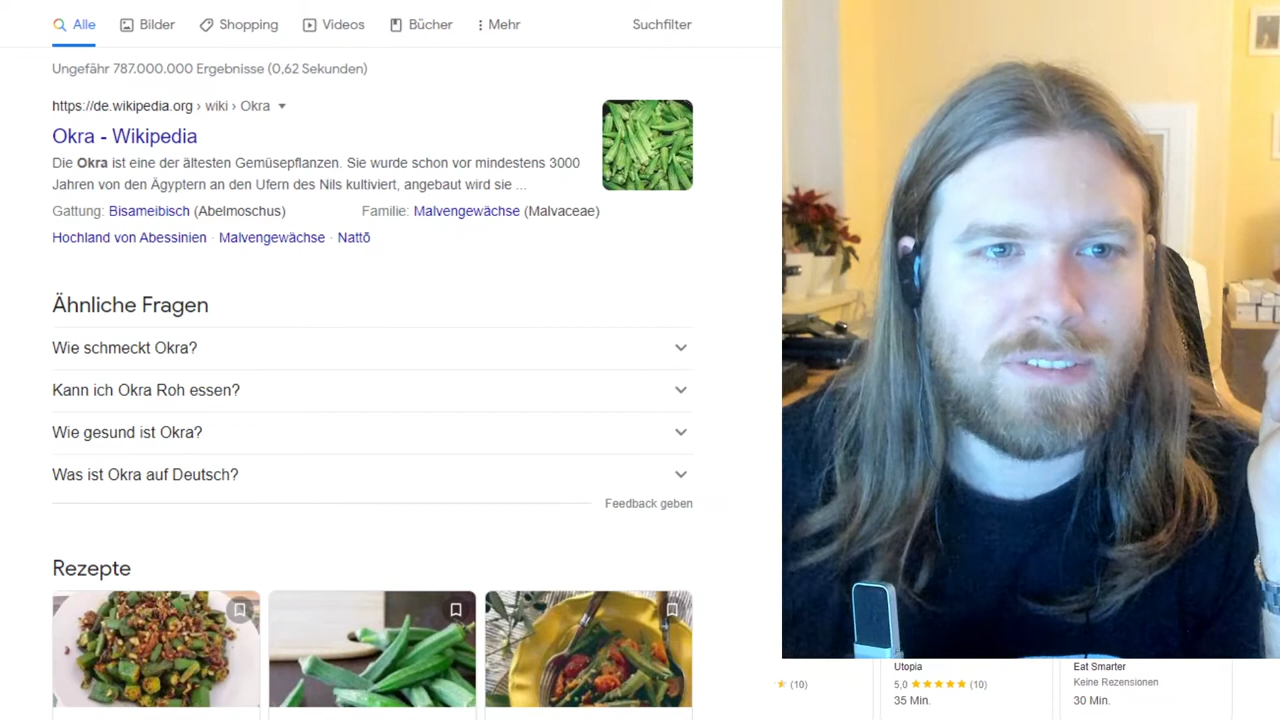 Alle Bilder Shopping Videos Bücher Mehr Suchfilter
Ungefähr 787.000.000 Ergebnisse (0,62 Sekunden)
https://de.wikipedia.org › wiki › Okra
Okra - Wikipedia
Die Okra ist eine der ältesten Gemüsepflanzen. Sie wurde schon vor mindestens 3000
Jahren von den Ägyptern an den Ufern des Nils kultiviert, angebaut wird sie ...
Gattung: Bisameibisch (Abelmoschus) Familie: Malvengewächse (Malvaceae)
Hochland von Abessinien · Malvengewächse · Nattō
Ähnliche Fragen
Wie schmeckt Okra?
Kann ich Okra Roh essen?
Wie gesund ist Okra?
Was ist Okra auf Deutsch?
Feedback geben
Rezepte
Utopia Eat Smarter
(10) 5,0 (10) Keine Rezensionen
35 Min. 30 Min.